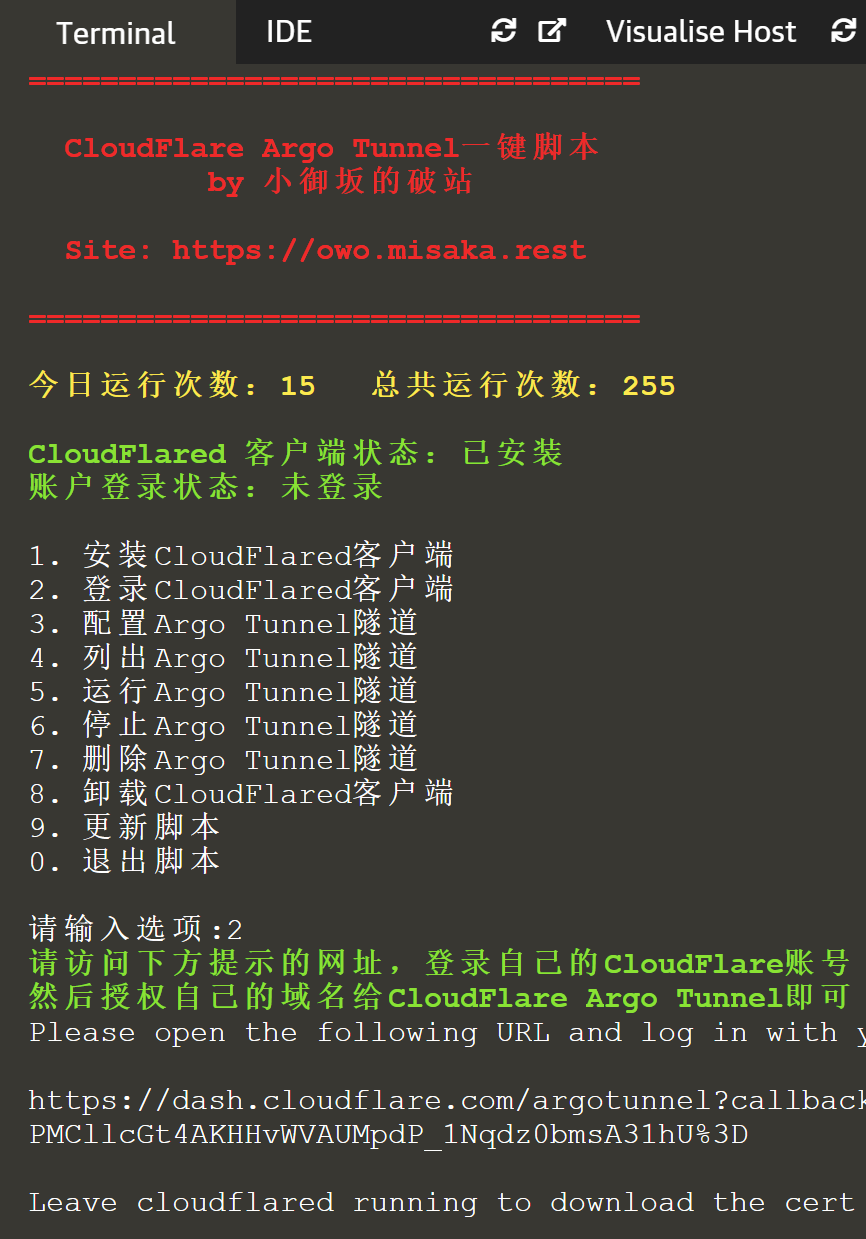 Terminal IDE Visualise Host
==================================
CloudFlare Argo Tunnel一键脚本
by 小御坂的破站
Site: https://owo.misaka.rest
==================================
今日运行次数：15 总共运行次数：255
CloudFlared 客户端状态：已安装
账户登录状态：未登录
1. 安装CloudFlared客户端
2. 登录CloudFlared客户端
3. 配置Argo Tunnel隧道
4. 列出Argo Tunnel隧道
5. 运行Argo Tunnel隧道
6. 停止Argo Tunnel隧道
7. 删除Argo Tunnel隧道
8. 卸载CloudFlared客户端
9. 更新脚本
0. 退出脚本
请输入选项:2
请访问下方提示的网址，登录自己的CloudFlare账号
然后授权自己的域名给CloudFlare Argo Tunnel即可
Please open the following URL and log in with y
https://dash.cloudflare.com/argotunnel?callback
PMCllcGt4AKHHvWVAUMpdP_1Nqdz0bmsA31hU%3D
Leave cloudflared running to download the cert